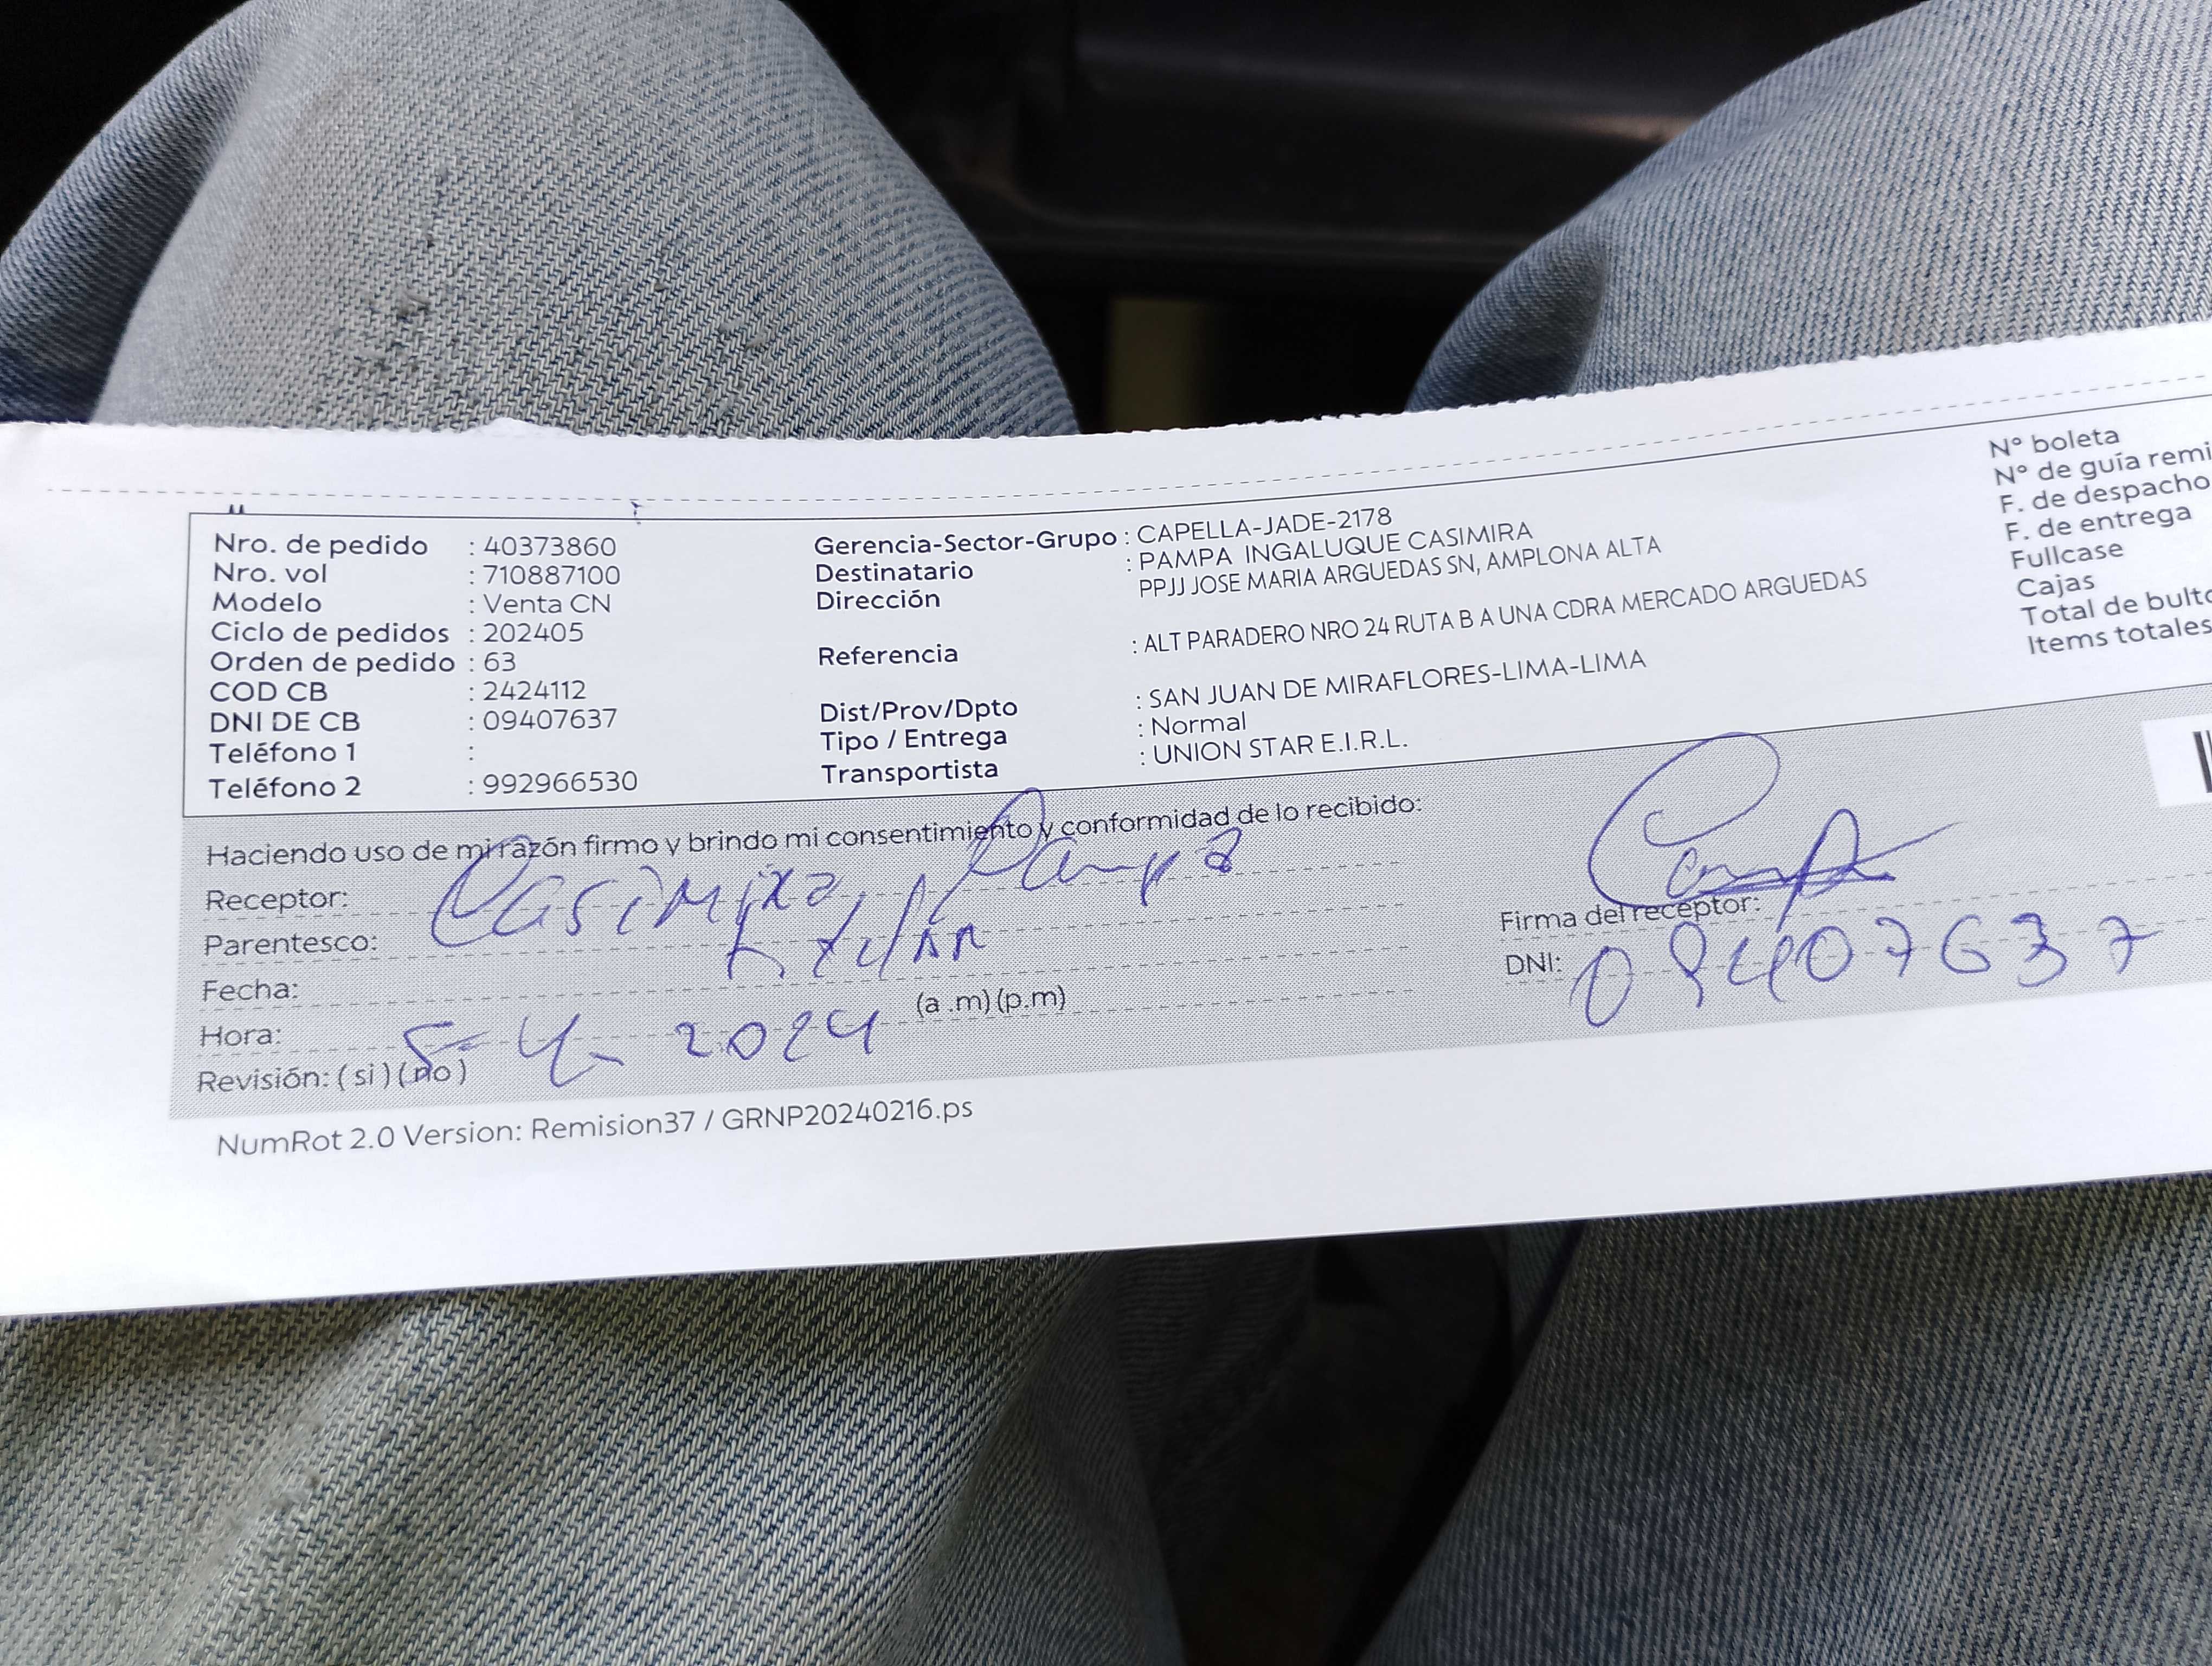 Nro. de pedido : 40373860
Nro. vol : 710887100
Modelo : Venta CN
Ciclo de pedidos : 202405
Orden de pedido : 63
COD CB : 2424112
DNI DE CB : 09407637
Teléfono 1 :
Teléfono 2 : 992966530
Gerencia-Sector-Grupo : CAPELLA-JADE-2178
Destinatario : PAMPA INGALUQUE CASIMIRA
Dirección PPJJ JOSE MARIA ARGUEDAS SN, AMPLONA ALTA
Referencia : ALT PARADERO NRO 24 RUTA B A UNA CDRA MERCADO ARGUEDAS
Dist/Prov/Dpto : SAN JUAN DE MIRAFLORES-LIMA-LIMA
Tipo / Entrega : Normal
Transportista : UNION STAR E.I.R.L.
N° boleta
N° de guía remi
F. de despacho
F. de entrega
Fullcase
Cajas
Total de bulto
Items totales
Haciendo uso de mi razón firmo y brindo mi consentimiento y conformidad de lo recibido:
Receptor: Casimira Pampa
Parentesco:
Fecha:
Hora: (a .m) (p.m)
5-4-2024
Revisión: ( si ) ( no )
Firma del receptor:
DNI: 09407637
NumRot 2.0 Version: Remision37 / GRNP20240216.ps